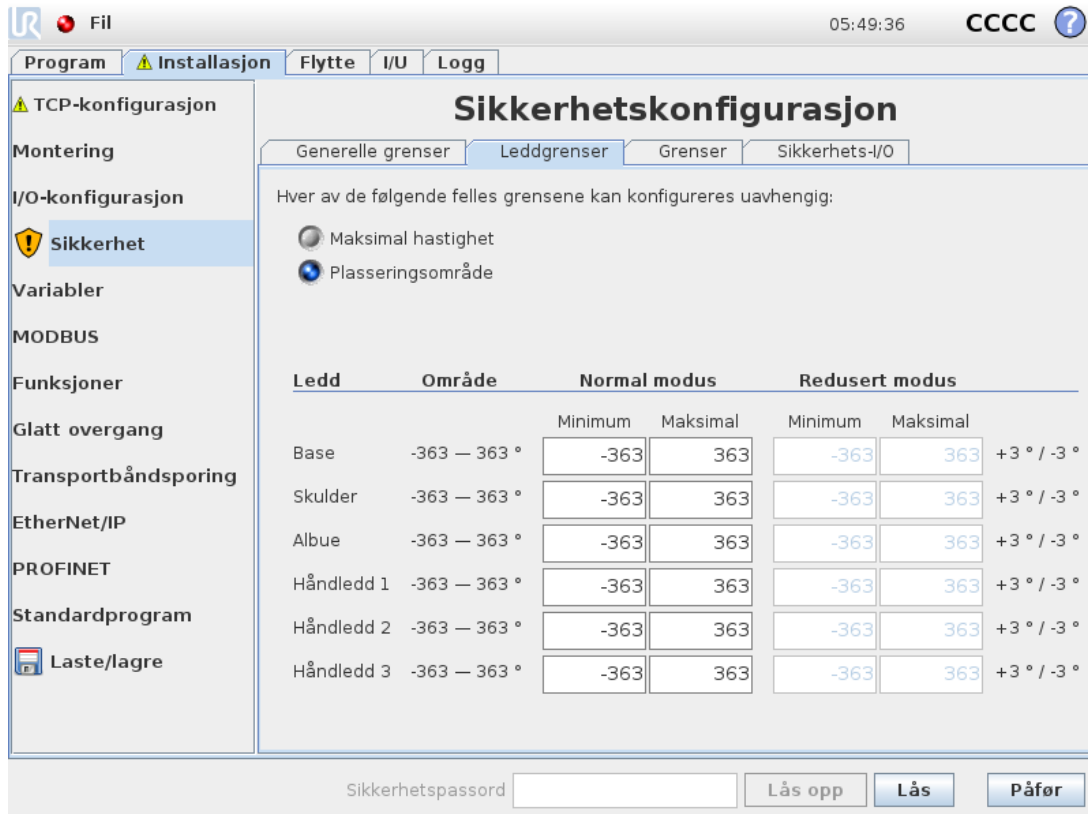 UR Fil 05:49:36 CCCC ?
Program Installasjon Flytte I/U Logg
TCP-konfigurasjon
Montering
I/O-konfigurasjon
Sikkerhet
Variabler
MODBUS
Funksjoner
Glatt overgang
Transportbåndsporing
EtherNet/IP
PROFINET
Standardprogram
Laste/lagre
Sikkerhetskonfigurasjon
Generelle grenser Leddgrenser Grenser Sikkerhets-I/O
Hver av de følgende felles grensene kan konfigureres uavhengig:
Maksimal hastighet
Plasseringsområde
Ledd Område Normal modus Redusert modus
Minimum Maksimal Minimum Maksimal
Base -363 — 363 ° -363 363 -363 363 +3 ° / -3 °
Skulder -363 — 363 ° -363 363 -363 363 +3 ° / -3 °
Albue -363 — 363 ° -363 363 -363 363 +3 ° / -3 °
Håndledd 1 -363 — 363 ° -363 363 -363 363 +3 ° / -3 °
Håndledd 2 -363 — 363 ° -363 363 -363 363 +3 ° / -3 °
Håndledd 3 -363 — 363 ° -363 363 -363 363 +3 ° / -3 °
Sikkerhetspassord Lås opp Lås Påfør